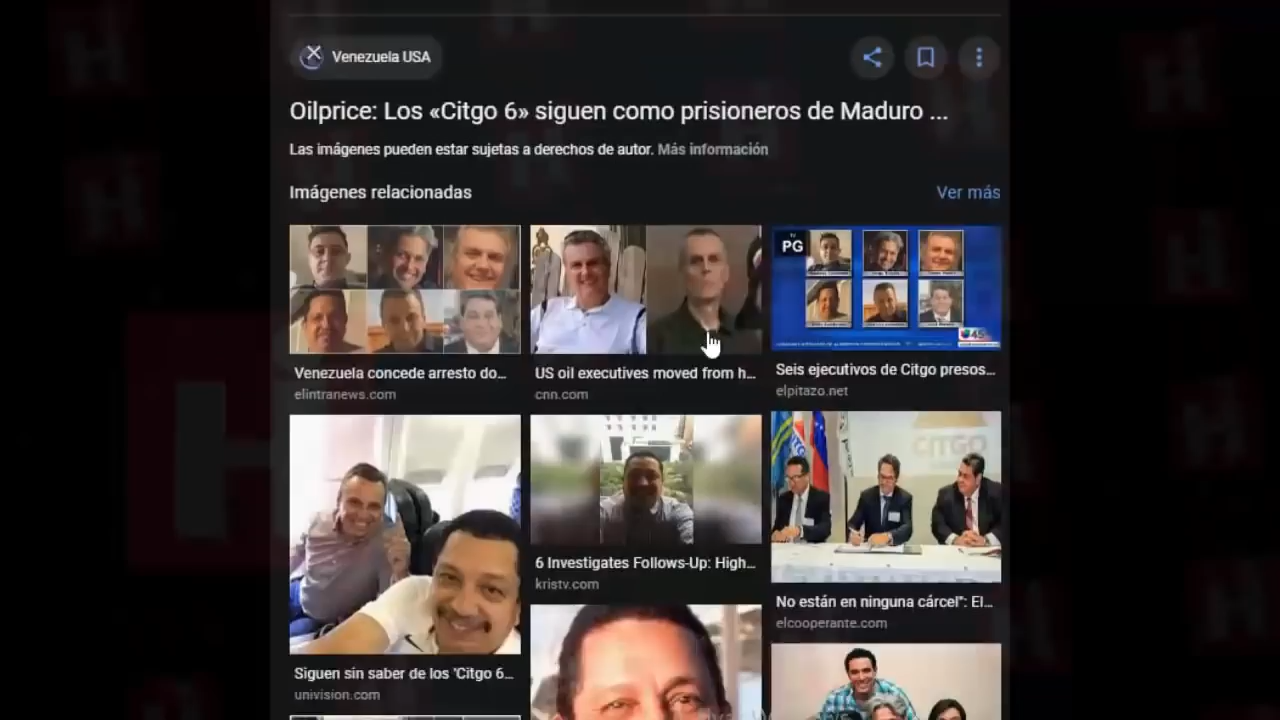 Venezuela USA
Oilprice: Los «Citgo 6» siguen como prisioneros de Maduro ...
Las imágenes pueden estar sujetas a derechos de autor. Más información
Imágenes relacionadas
Ver más
TV
PG
45
Venezuela concede arresto do...
elintranews.com
US oil executives moved from h...
cnn.com
Seis ejecutivos de Citgo presos...
elpitazo.net
CITGO
6 Investigates Follows-Up: High...
kristv.com
No están en ninguna cárcel": El...
elcooperante.com
Siguen sin saber de los 'Citgo 6...
univision.com